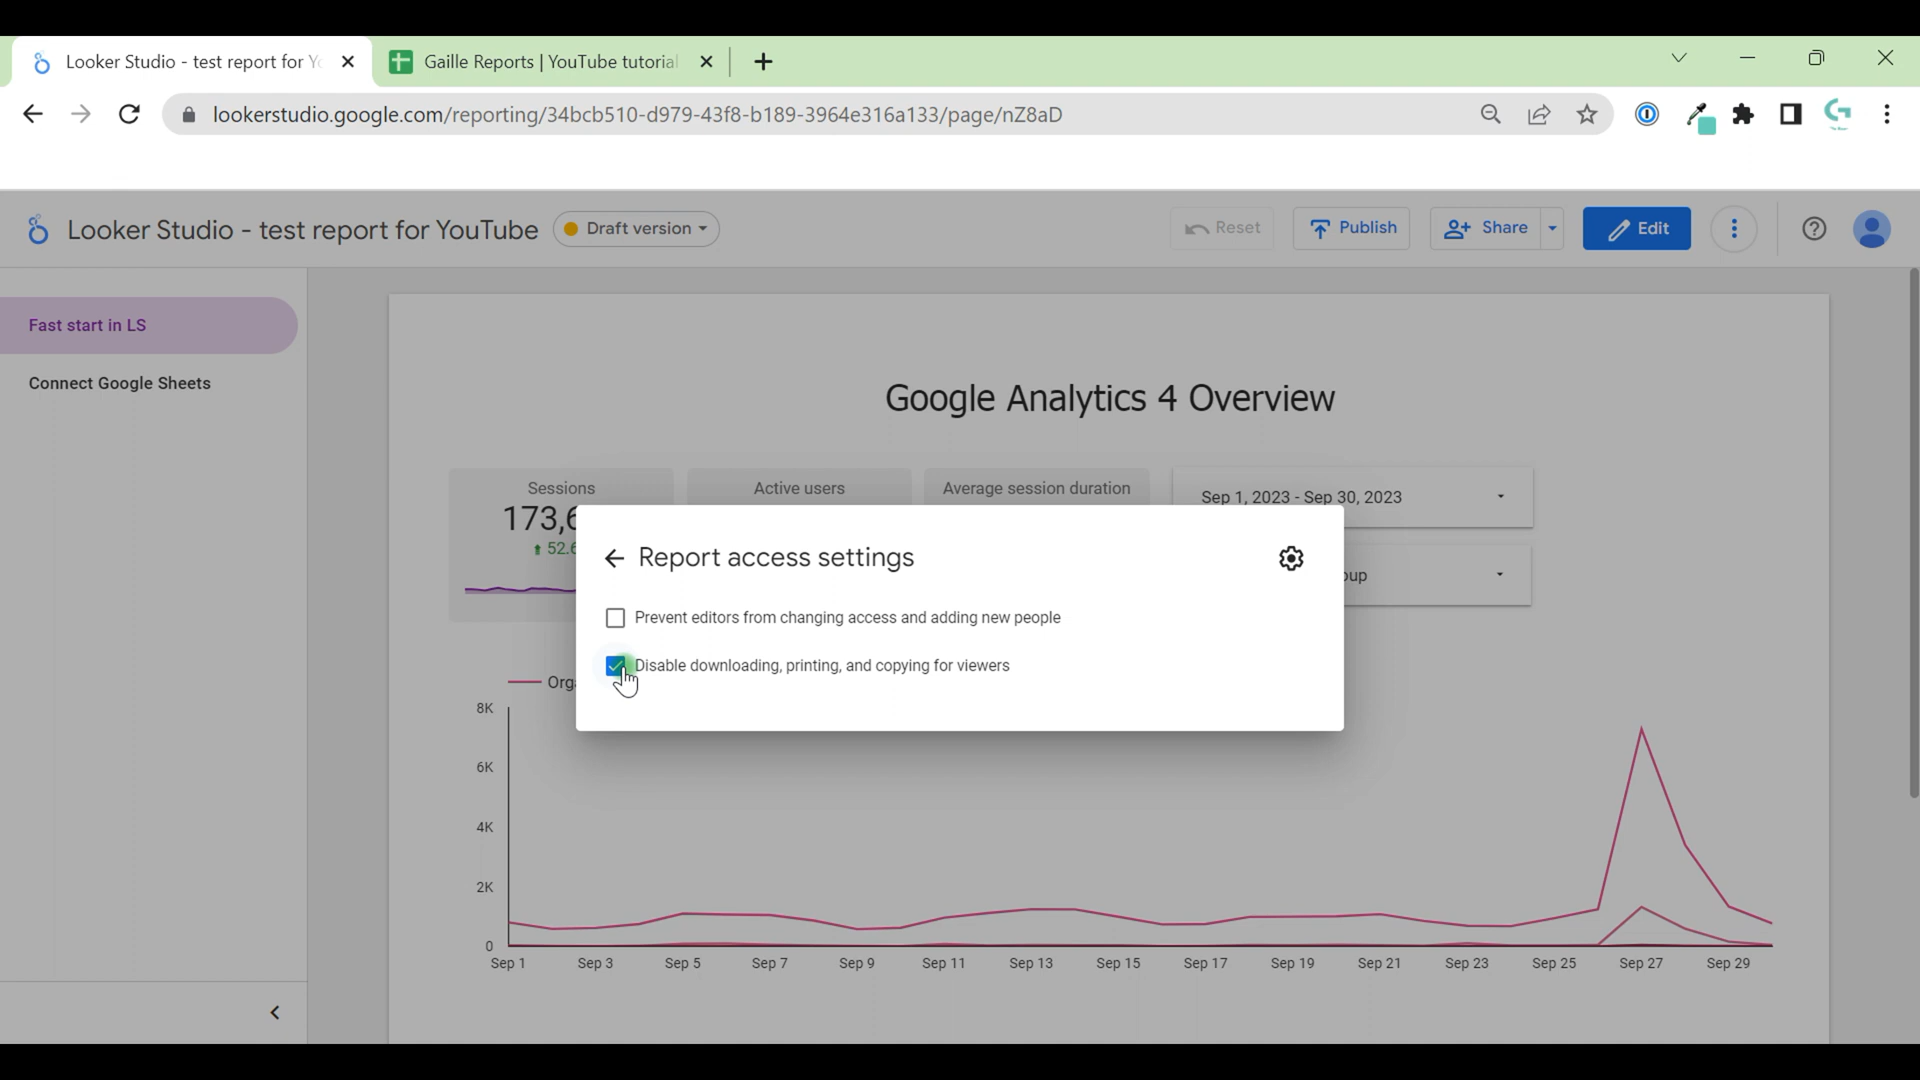 Looker Studio - test report for Yo
Gaille Reports | YouTube tutorial
lookerstudio.google.com/reporting/34bcb510-d979-43f8-b189-3964e316a133/page/nZ8aD
Looker Studio - test report for YouTube
Draft version
Reset
Publish
Share
Edit
Fast start in LS
Connect Google Sheets
Google Analytics 4 Overview
Sessions
Active users
Average session duration
Sep 1, 2023 - Sep 30, 2023
173,6
52.6
oup
Report access settings
Prevent editors from changing access and adding new people
Disable downloading, printing, and copying for viewers
Orga
8K
6K
4K
2K
0
Sep 1 Sep 3 Sep 5 Sep 7 Sep 9 Sep 11 Sep 13 Sep 15 Sep 17 Sep 19 Sep 21 Sep 23 Sep 25 Sep 27 Sep 29